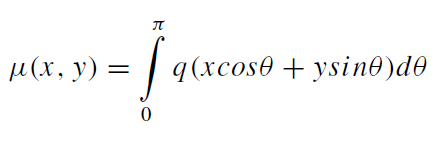 μ(x, y) = ∫₀^π q(xcosθ + ysinθ)dθ